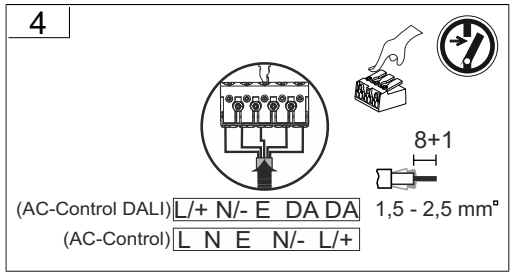 4
8+1
(AC-Control DALI) L/+ N/- E DA DA 1,5 - 2,5 mm²
(AC-Control) L N E N/- L/+